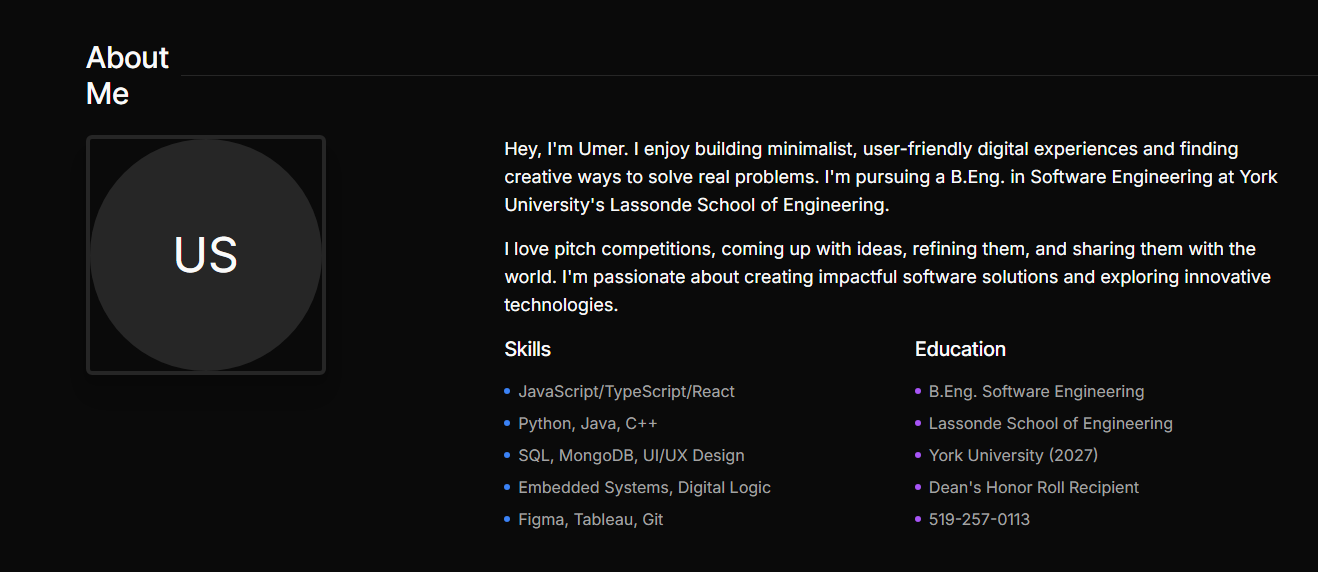 About
Me
US
Hey, I'm Umer. I enjoy building minimalist, user-friendly digital experiences and finding
creative ways to solve real problems. I'm pursuing a B.Eng. in Software Engineering at York
University's Lassonde School of Engineering.
I love pitch competitions, coming up with ideas, refining them, and sharing them with the
world. I'm passionate about creating impactful software solutions and exploring innovative
technologies.
Skills
JavaScript/TypeScript/React
Python, Java, C++
SQL, MongoDB, UI/UX Design
Embedded Systems, Digital Logic
Figma, Tableau, Git
Education
B.Eng. Software Engineering
Lassonde School of Engineering
York University (2027)
Dean's Honor Roll Recipient
519-257-0113